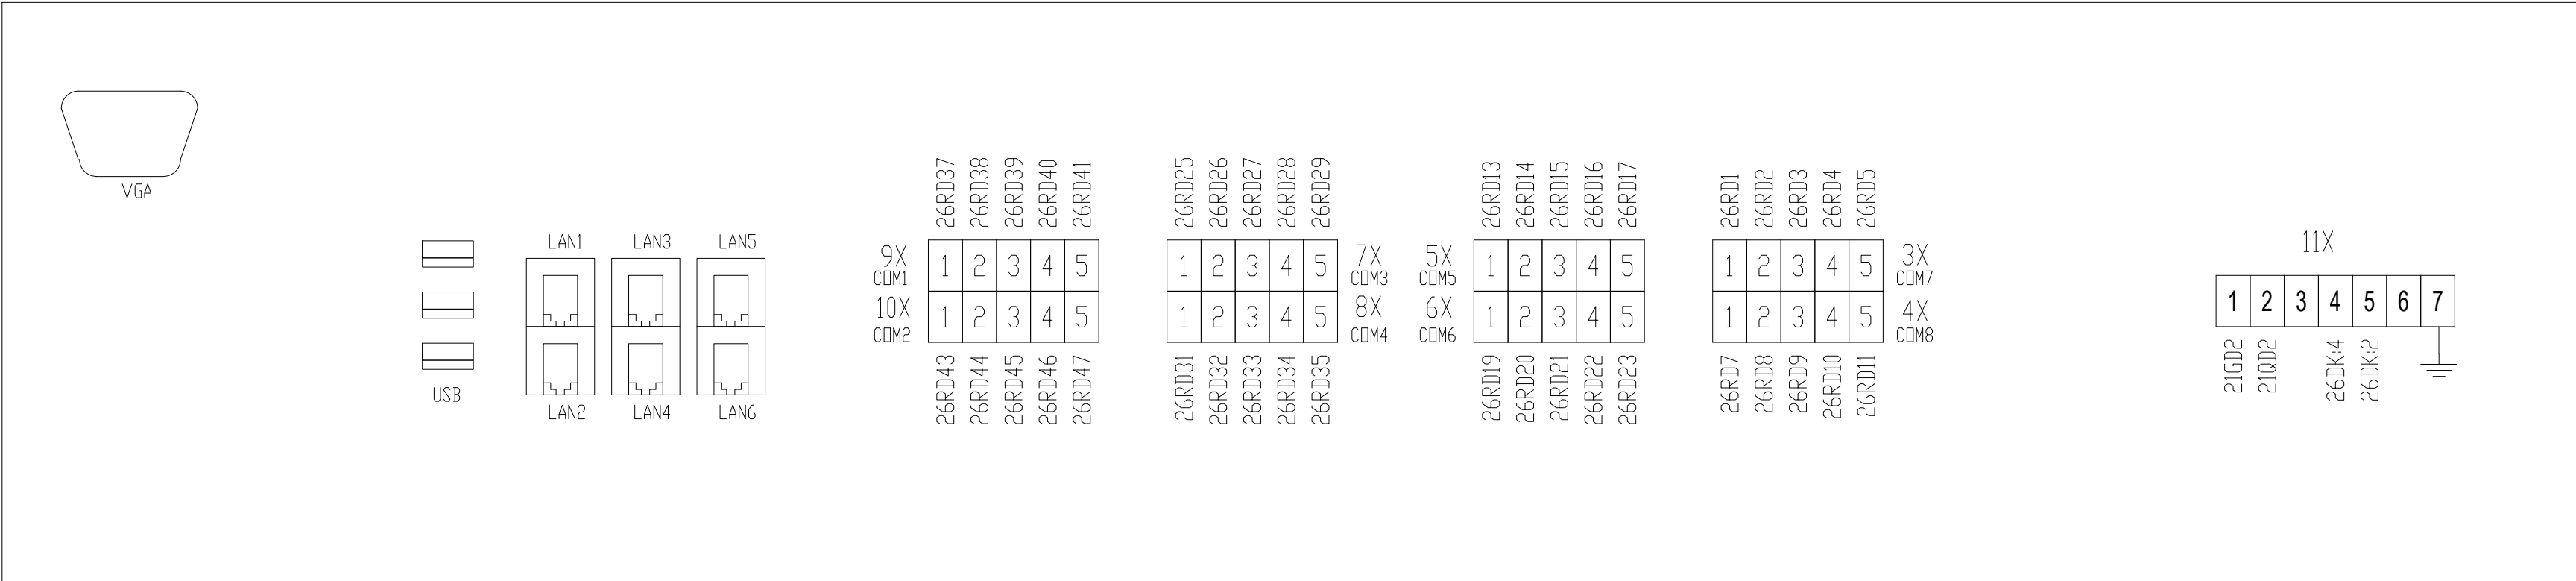 VGA
USB
LAN1 LAN3 LAN5
LAN2 LAN4 LAN6
26RD37 26RD38 26RD39 26RD40 26RD41
9X COM1 1 2 3 4 5
10X COM2 1 2 3 4 5
26RD43 26RD44 26RD45 26RD46 26RD47
26RD25 26RD26 26RD27 26RD28 26RD29
1 2 3 4 5 7X COM3
1 2 3 4 5 8X COM4
26RD31 26RD32 26RD33 26RD34 26RD35
26RD13 26RD14 26RD15 26RD16 26RD17
5X COM5 1 2 3 4 5
6X COM6 1 2 3 4 5
26RD19 26RD20 26RD21 26RD22 26RD23
26RD1 26RD2 26RD3 26RD4 26RD5
1 2 3 4 5 3X COM7
1 2 3 4 5 4X COM8
26RD7 26RD8 26RD9 26RD10 26RD11
11X
1 2 3 4 5 6 7
21GD2 21QD2 26DK:4 26DK:2